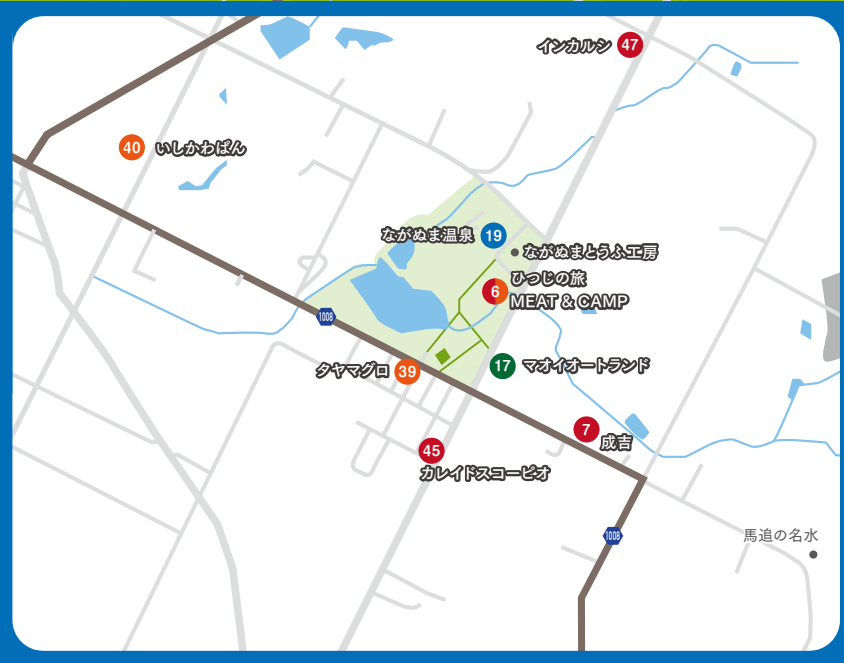 インカルシ 47
40 いしかわぱん
ながぬま温泉 19
ながぬまとうふ工房
ひつじの旅
6 MEAT & CAMP
1008
タヤマグロ 39
17 マオイオートランド
7
成吉
45
カレイドスコーピオ
1008
馬追の名水